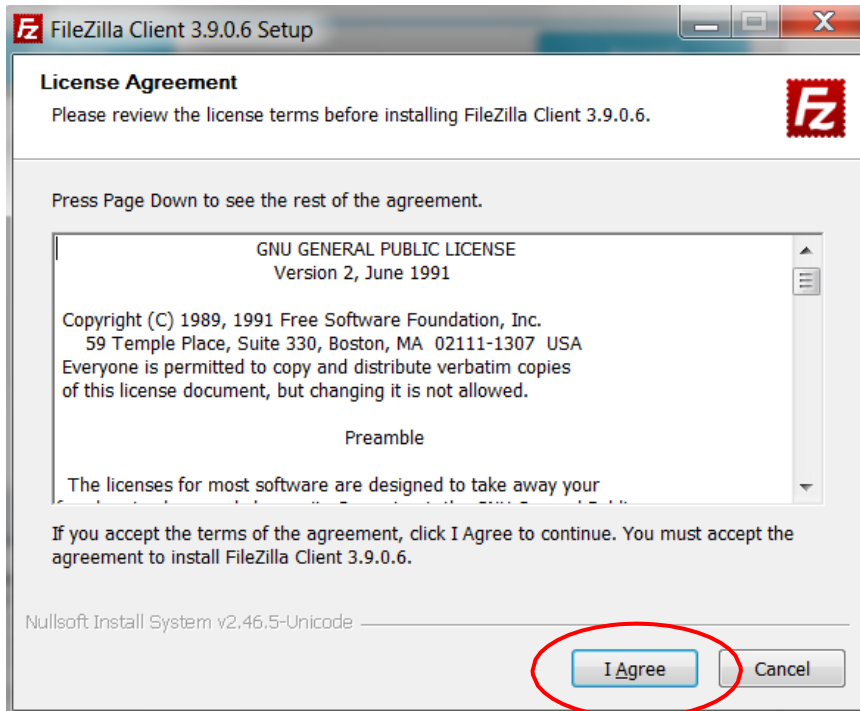 FileZilla Client 3.9.0.6 Setup
License Agreement
Please review the license terms before installing FileZilla Client 3.9.0.6.
Fz
Press Page Down to see the rest of the agreement.
GNU GENERAL PUBLIC LICENSE
Version 2, June 1991
Copyright (C) 1989, 1991 Free Software Foundation, Inc.
59 Temple Place, Suite 330, Boston, MA 02111-1307 USA
Everyone is permitted to copy and distribute verbatim copies
of this license document, but changing it is not allowed.
Preamble
The licenses for most software are designed to take away your
If you accept the terms of the agreement, click I Agree to continue. You must accept the
agreement to install FileZilla Client 3.9.0.6.
Nullsoft Install System v2.46.5-Unicode
I Agree
Cancel